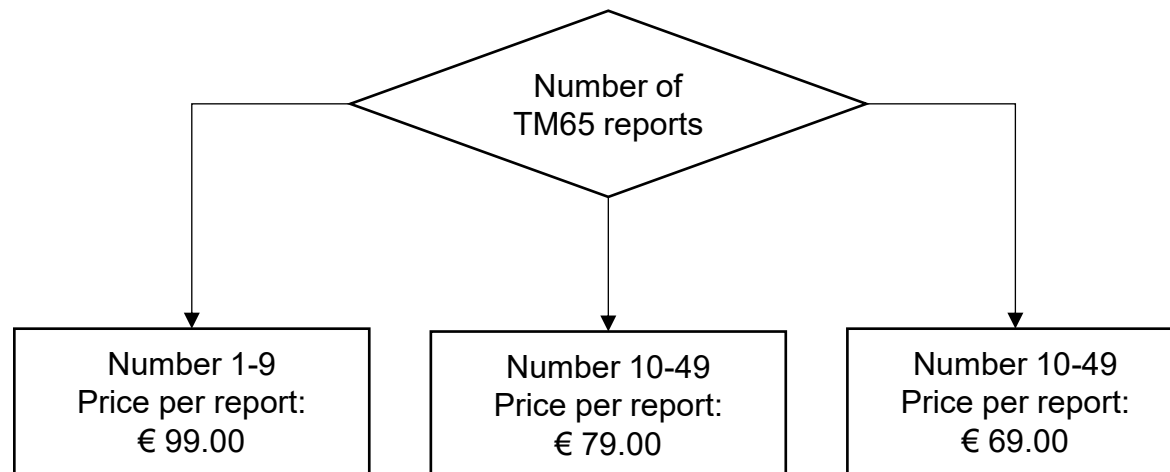 Number of
TM65 reports
Number 1-9
Price per report:
€ 99.00
Number 10-49
Price per report:
€ 79.00
Number 10-49
Price per report:
€ 69.00